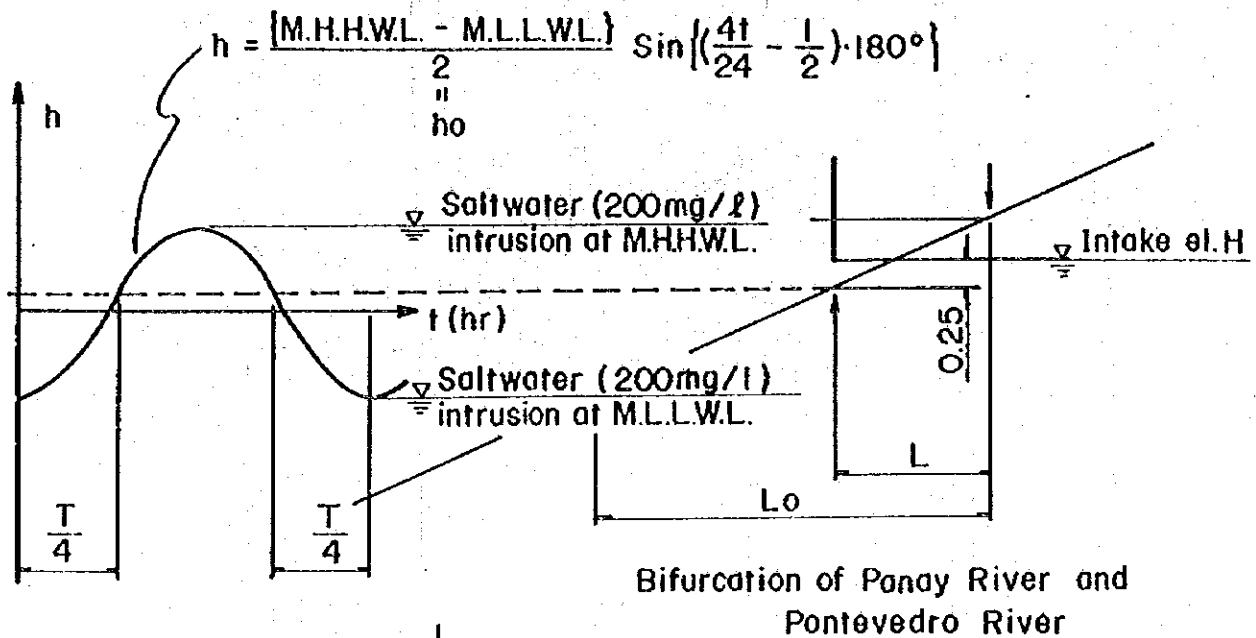 h = {M.H.H.W.L. - M.L.L.W.L.} / 2 Sin{(4t/24 - 1/2)·180°}
"
ho
h
Saltwater (200mg/ℓ)
intrusion at M.H.H.W.L.
Intake el.H
t (hr)
0.25
Saltwater (200mg/l)
intrusion at M.L.L.W.L.
L
Lo
T/4
T/4
Bifurcation of Panay River and
Pontevedro River